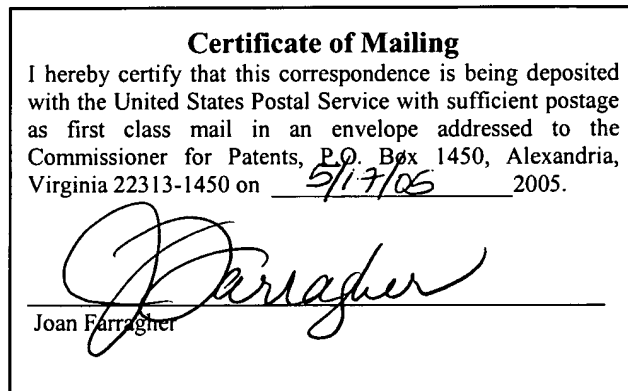 Certificate of Mailing
I hereby certify that this correspondence is being deposited
with the United States Postal Service with sufficient postage
as first class mail in an envelope addressed to the
Commissioner for Patents, P.O. Box 1450, Alexandria,
Virginia 22313-1450 on 5/17/05 2005.
JFarragher
Joan Farragher